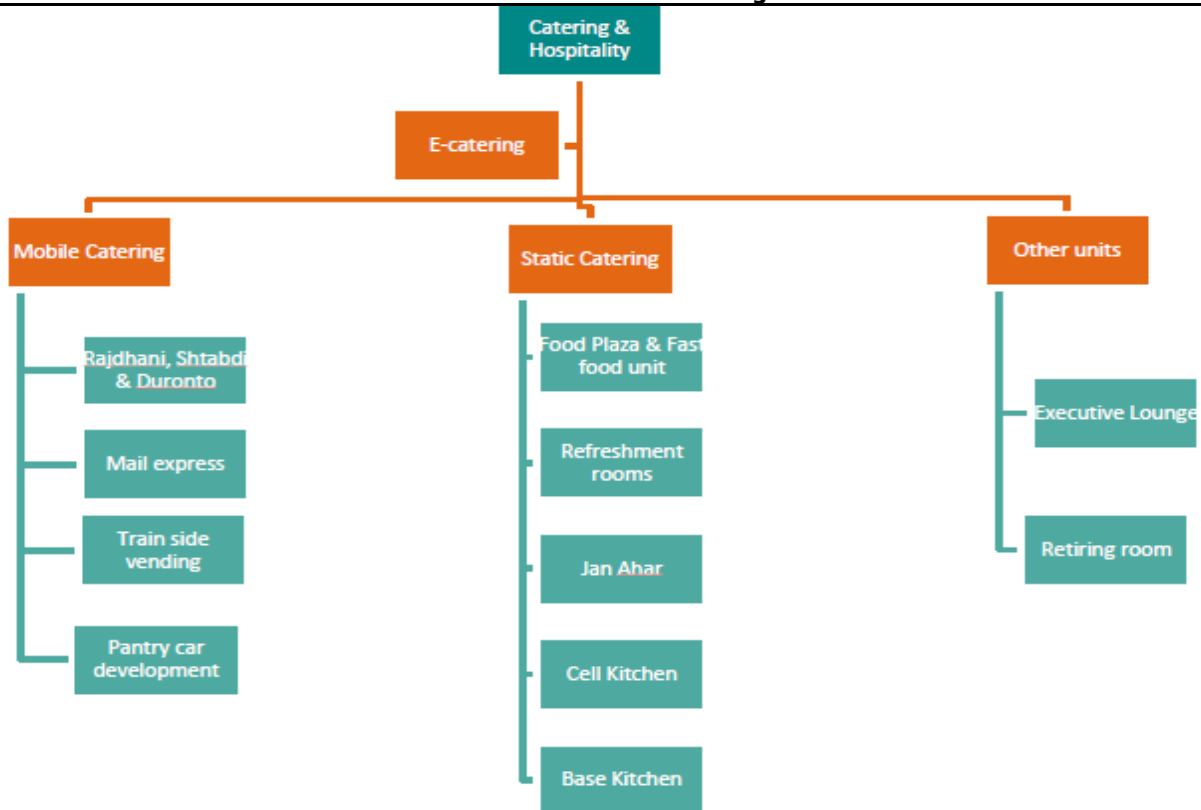 Catering &
Hospitality
E-catering
Mobile Catering
Rajdhani, Shtabdi
& Duronto
Mail express
Train side
vending
Pantry car
development
Static Catering
Food Plaza & Fast
food unit
Refreshment
rooms
Jan Ahar
Cell Kitchen
Base Kitchen
Other units
Executive Lounge
Retiring room